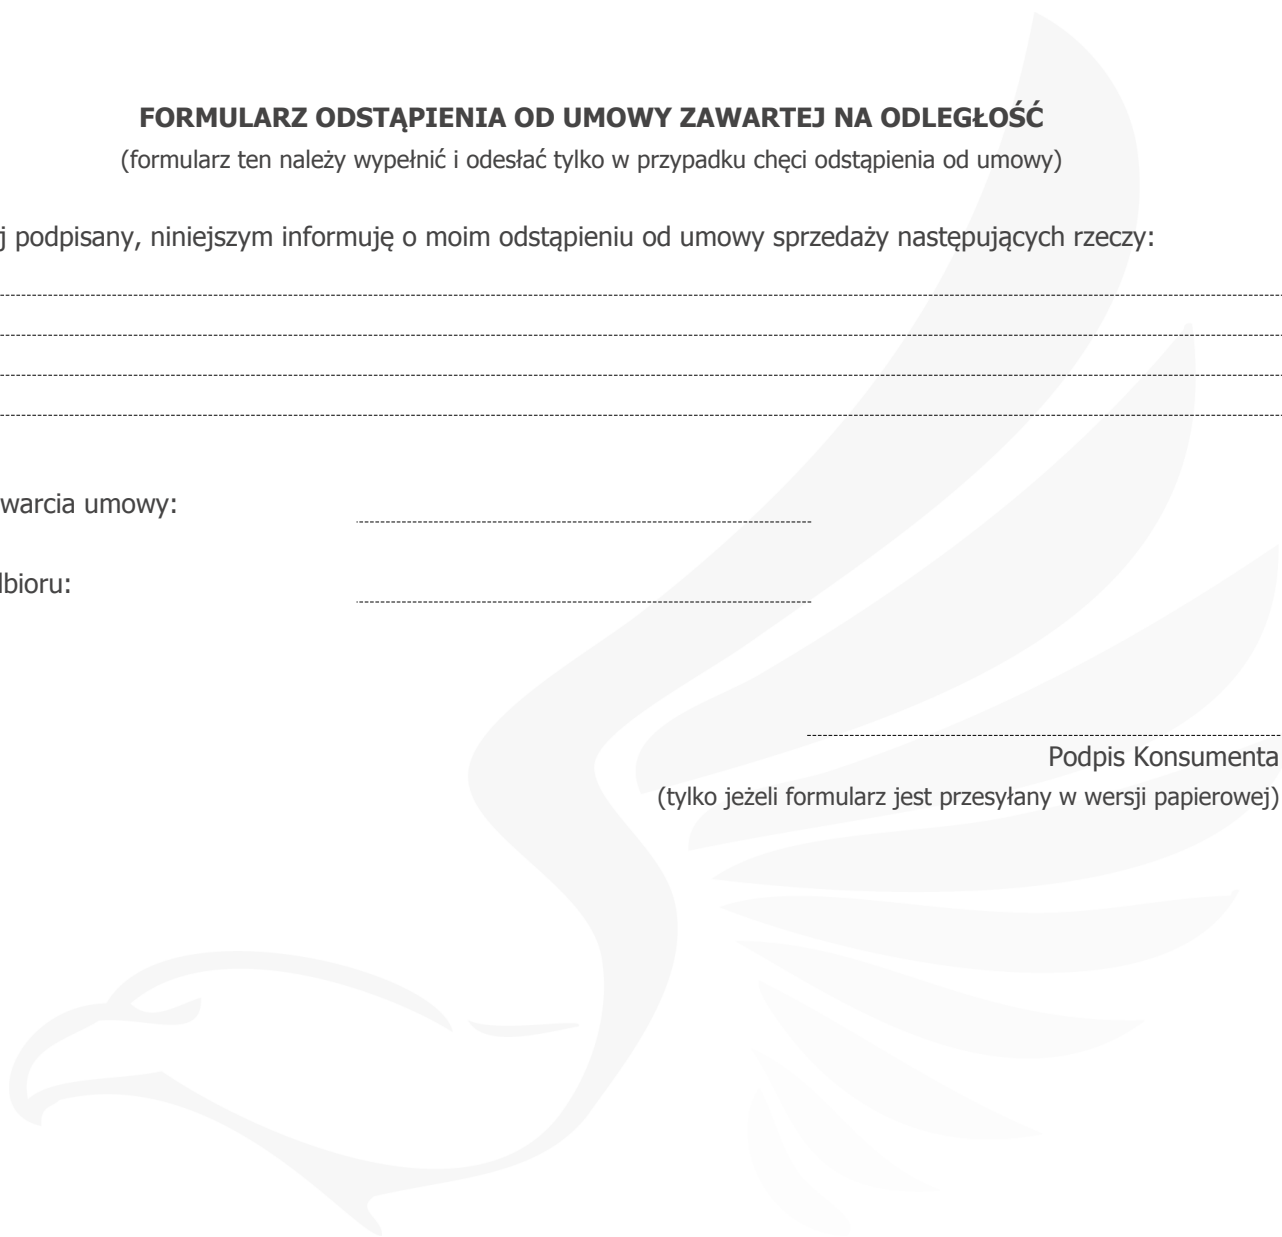 FORMULARZ ODSTĄPIENIA OD UMOWY ZAWARTEJ NA ODLEGŁOŚĆ
(formularz ten należy wypełnić i odesłać tylko w przypadku chęci odstąpienia od umowy)
j podpisany, niniejszym informuję o moim odstąpieniu od umowy sprzedaży następujących rzeczy:
warcia umowy:
dbioru:
Podpis Konsumenta
(tylko jeżeli formularz jest przesyłany w wersji papierowej)